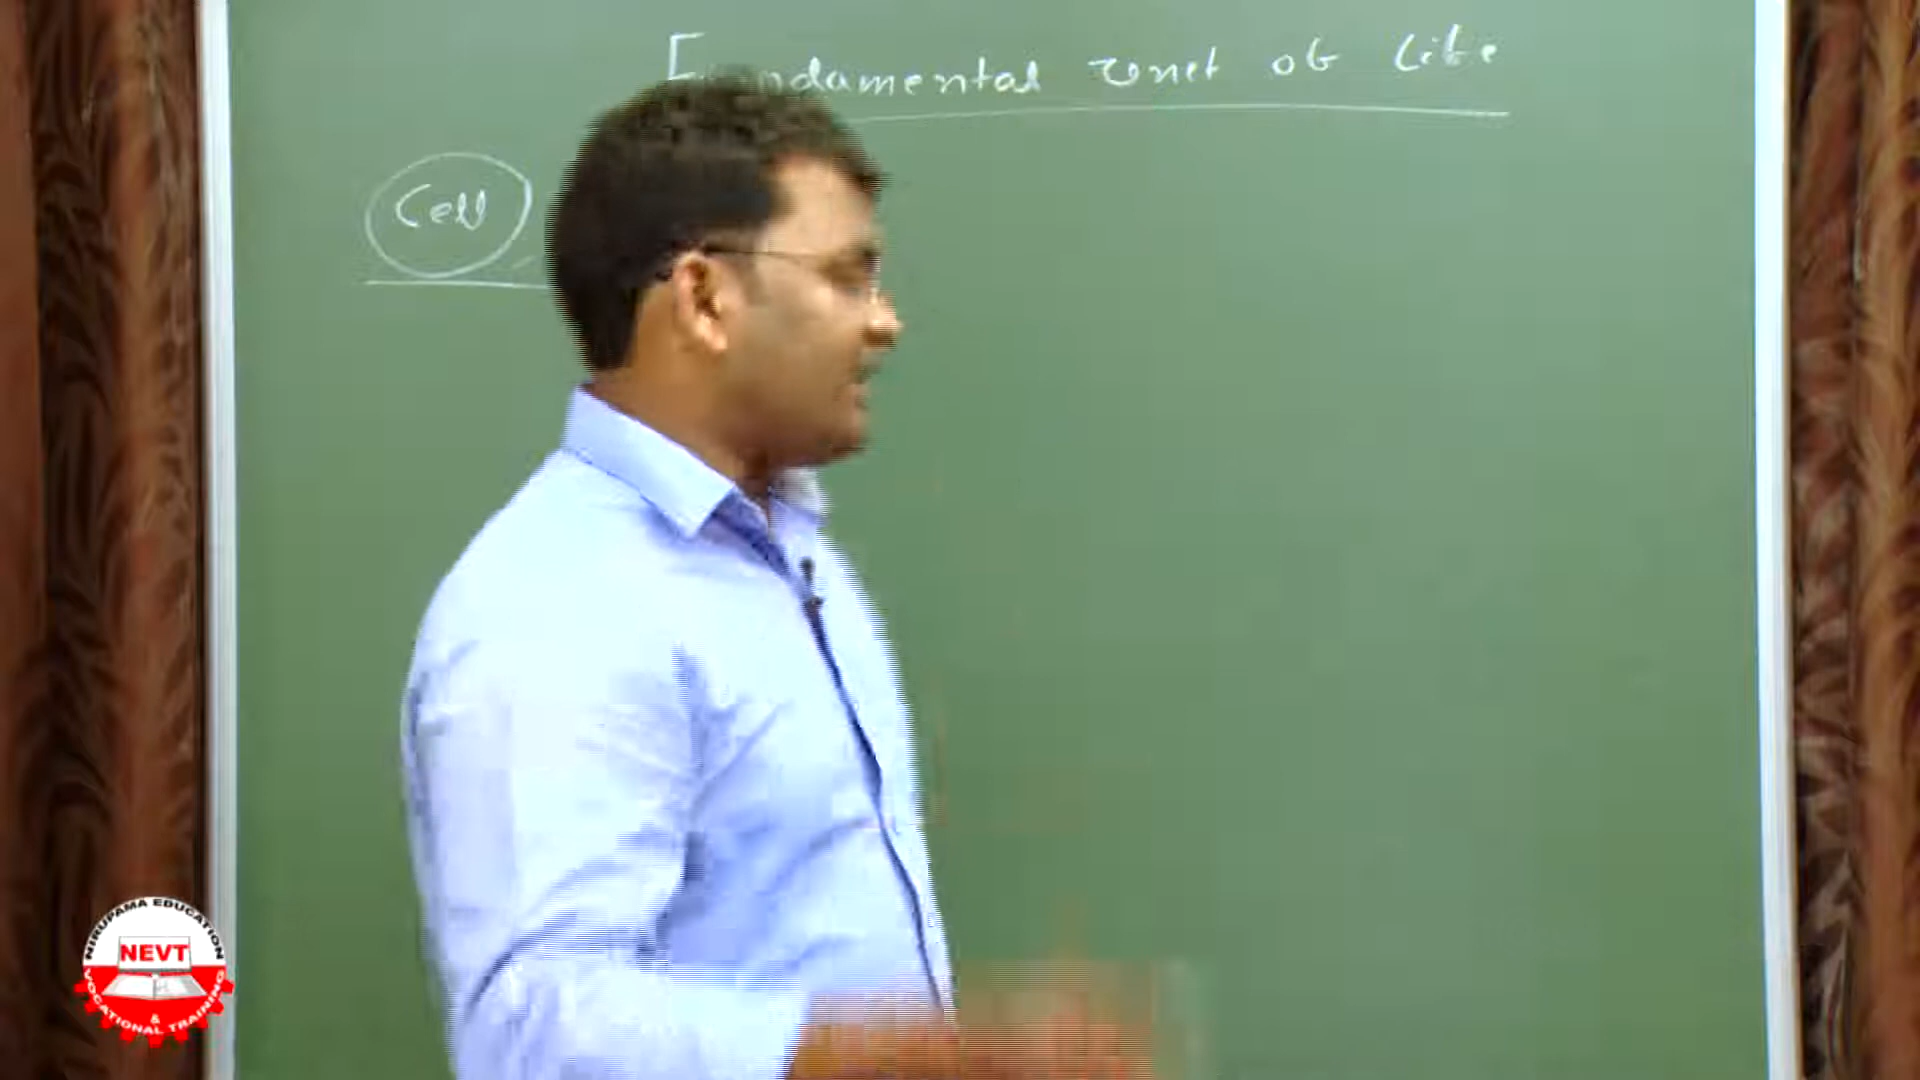 Fundamental Unit of Life
Cell
NIRUPAMA EDUCATION
NEVT
&
VOCATIONAL TRAINING